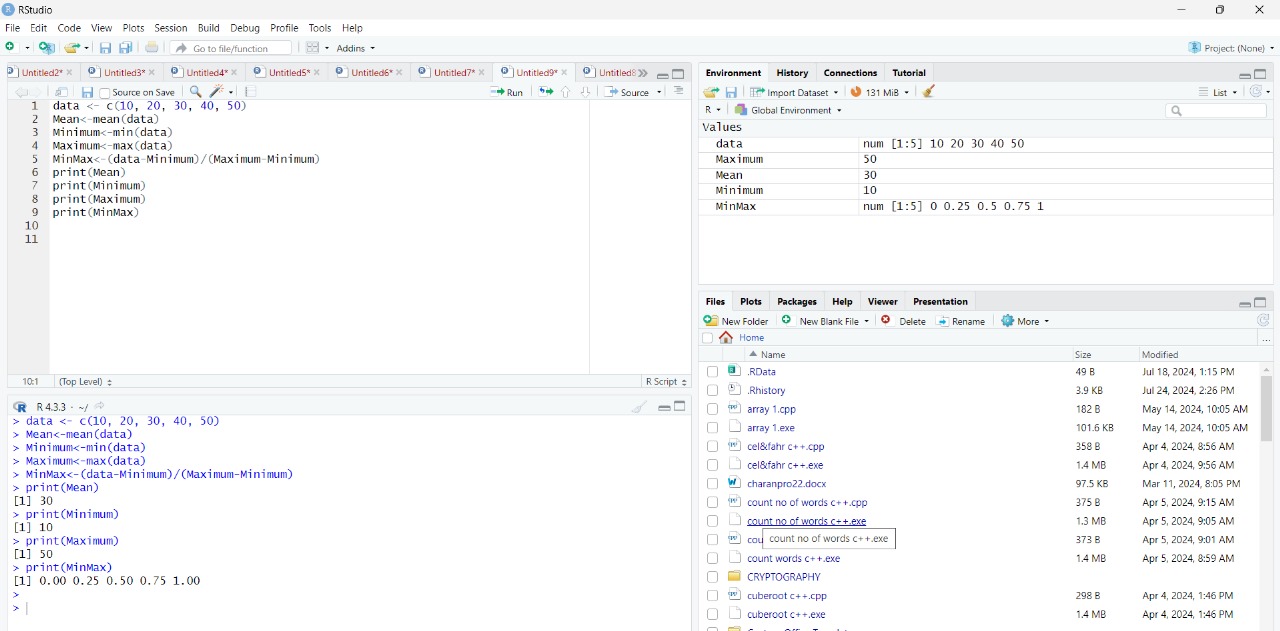 RStudio
File Edit Code View Plots Session Build Debug Profile Tools Help
Go to file/function Addins Project: (None)
Untitled2* Untitled3* Untitled4* Untitled5* Untitled6* Untitled7* Untitled9* Untitled8
Source on Save Run Source
1 data <- c(10, 20, 30, 40, 50)
2 Mean<-mean(data)
3 Minimum<-min(data)
4 Maximum<-max(data)
5 MinMax<-(data-Minimum)/(Maximum-Minimum)
6 print(Mean)
7 print(Minimum)
8 print(Maximum)
9 print(MinMax)
10
11
10:1 (Top Level) R Script
R 4.3.3 · ~/
> data <- c(10, 20, 30, 40, 50)
> Mean<-mean(data)
> Minimum<-min(data)
> Maximum<-max(data)
> MinMax<-(data-Minimum)/(Maximum-Minimum)
> print(Mean)
[1] 30
> print(Minimum)
[1] 10
> print(Maximum)
[1] 50
> print(MinMax)
[1] 0.00 0.25 0.50 0.75 1.00
>
>
Environment History Connections Tutorial
Import Dataset 131 MiB List
R Global Environment
Values
data num [1:5] 10 20 30 40 50
Maximum 50
Mean 30
Minimum 10
MinMax num [1:5] 0 0.25 0.5 0.75 1
Files Plots Packages Help Viewer Presentation
New Folder New Blank File Delete Rename More
Home ...
Name Size Modified
.RData 49 B Jul 18, 2024, 1:15 PM
.Rhistory 3.9 KB Jul 24, 2024, 2:26 PM
array 1.cpp 182 B May 14, 2024, 10:05 AM
array 1.exe 101.6 KB May 14, 2024, 10:05 AM
cel&fahr c++.cpp 358 B Apr 4, 2024, 8:56 AM
cel&fahr c++.exe 1.4 MB Apr 4, 2024, 9:56 AM
charanpro22.docx 97.5 KB Mar 11, 2024, 8:05 PM
count no of words c++.cpp 375 B Apr 5, 2024, 9:15 AM
count no of words c++.exe 1.3 MB Apr 5, 2024, 9:05 AM
cou count no of words c++.exe 373 B Apr 5, 2024, 9:01 AM
count words c++.exe 1.4 MB Apr 5, 2024, 8:59 AM
CRYPTOGRAPHY
cuberoot c++.cpp 298 B Apr 4, 2024, 1:46 PM
cuberoot c++.exe 1.4 MB Apr 4, 2024, 1:46 PM